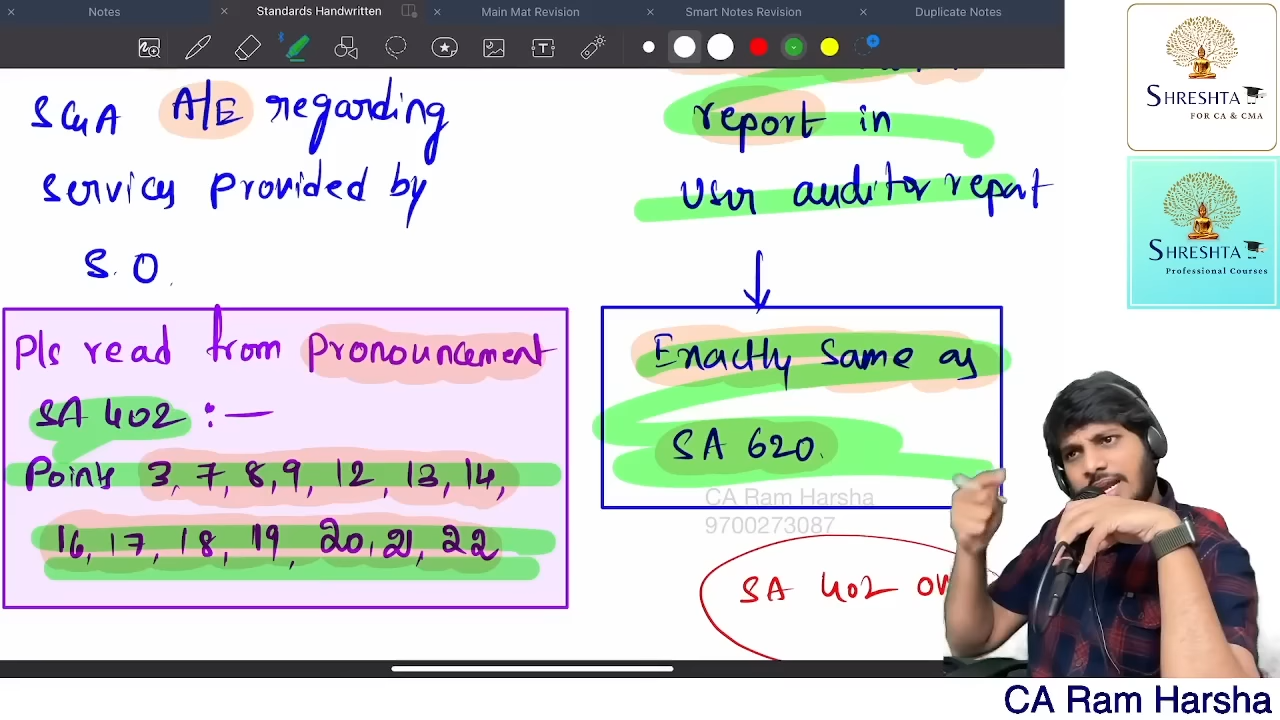 Notes
Standards Handwritten
Main Mat Revision
Smart Notes Revision
Duplicate Notes
SQnA A/E regarding
Services provided by
S. O.
Pls read from pronouncement
SA 402 :—
Points 3, 7, 8, 9, 12, 13, 14,
16, 17, 18, 19, 20, 21, 22
report in
User auditor report
Exactly same as
SA 620.
CA Ram Harsha
9700273087
SA 402
SHRESHTA
FOR CA & CMA
SHRESHTA
Professional Courses
CA Ram Harsha